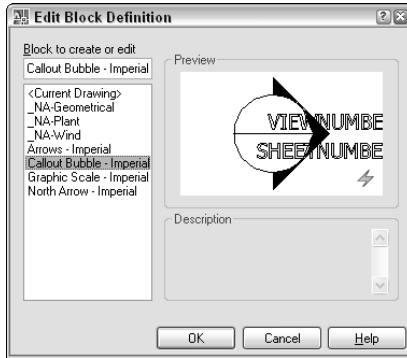 Edit Block Definition
Block to create or edit
Callout Bubble - Imperial
<Current Drawing>
_NA-Geometrical
_NA-Plant
_NA-Wind
Arrows - Imperial
Callout Bubble - Imperial
Graphic Scale - Imperial
North Arrow - Imperial
Preview
VIEWNUMBE
SHEETNUMBE
Description
OK
Cancel
Help